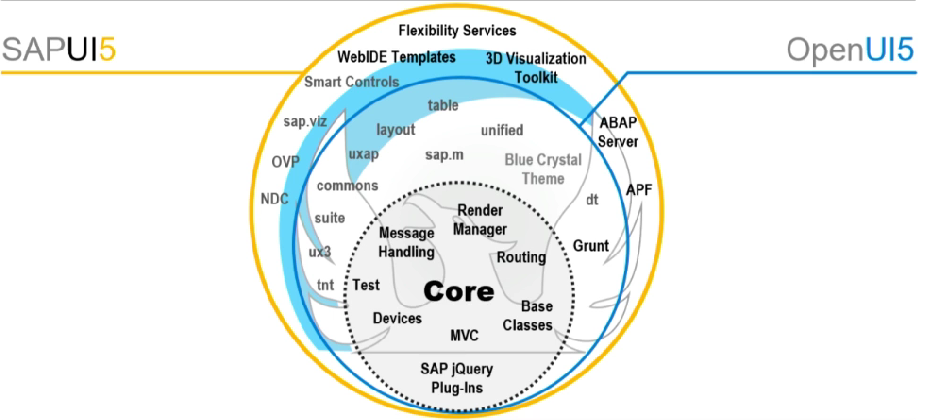 SAPUI5
OpenUI5
Flexibility Services
WebIDE Templates
3D Visualization
Toolkit
Smart Controls
table
sap.viz
layout
unified
ABAP
Server
OVP
uxap
sap.m
Blue Crystal
Theme
NDC
commons
dt
APF
suite
Render
Manager
Message
Handling
Routing
Grunt
ux3
tnt
Test
Core
Devices
Base
Classes
MVC
SAP jQuery
Plug-Ins